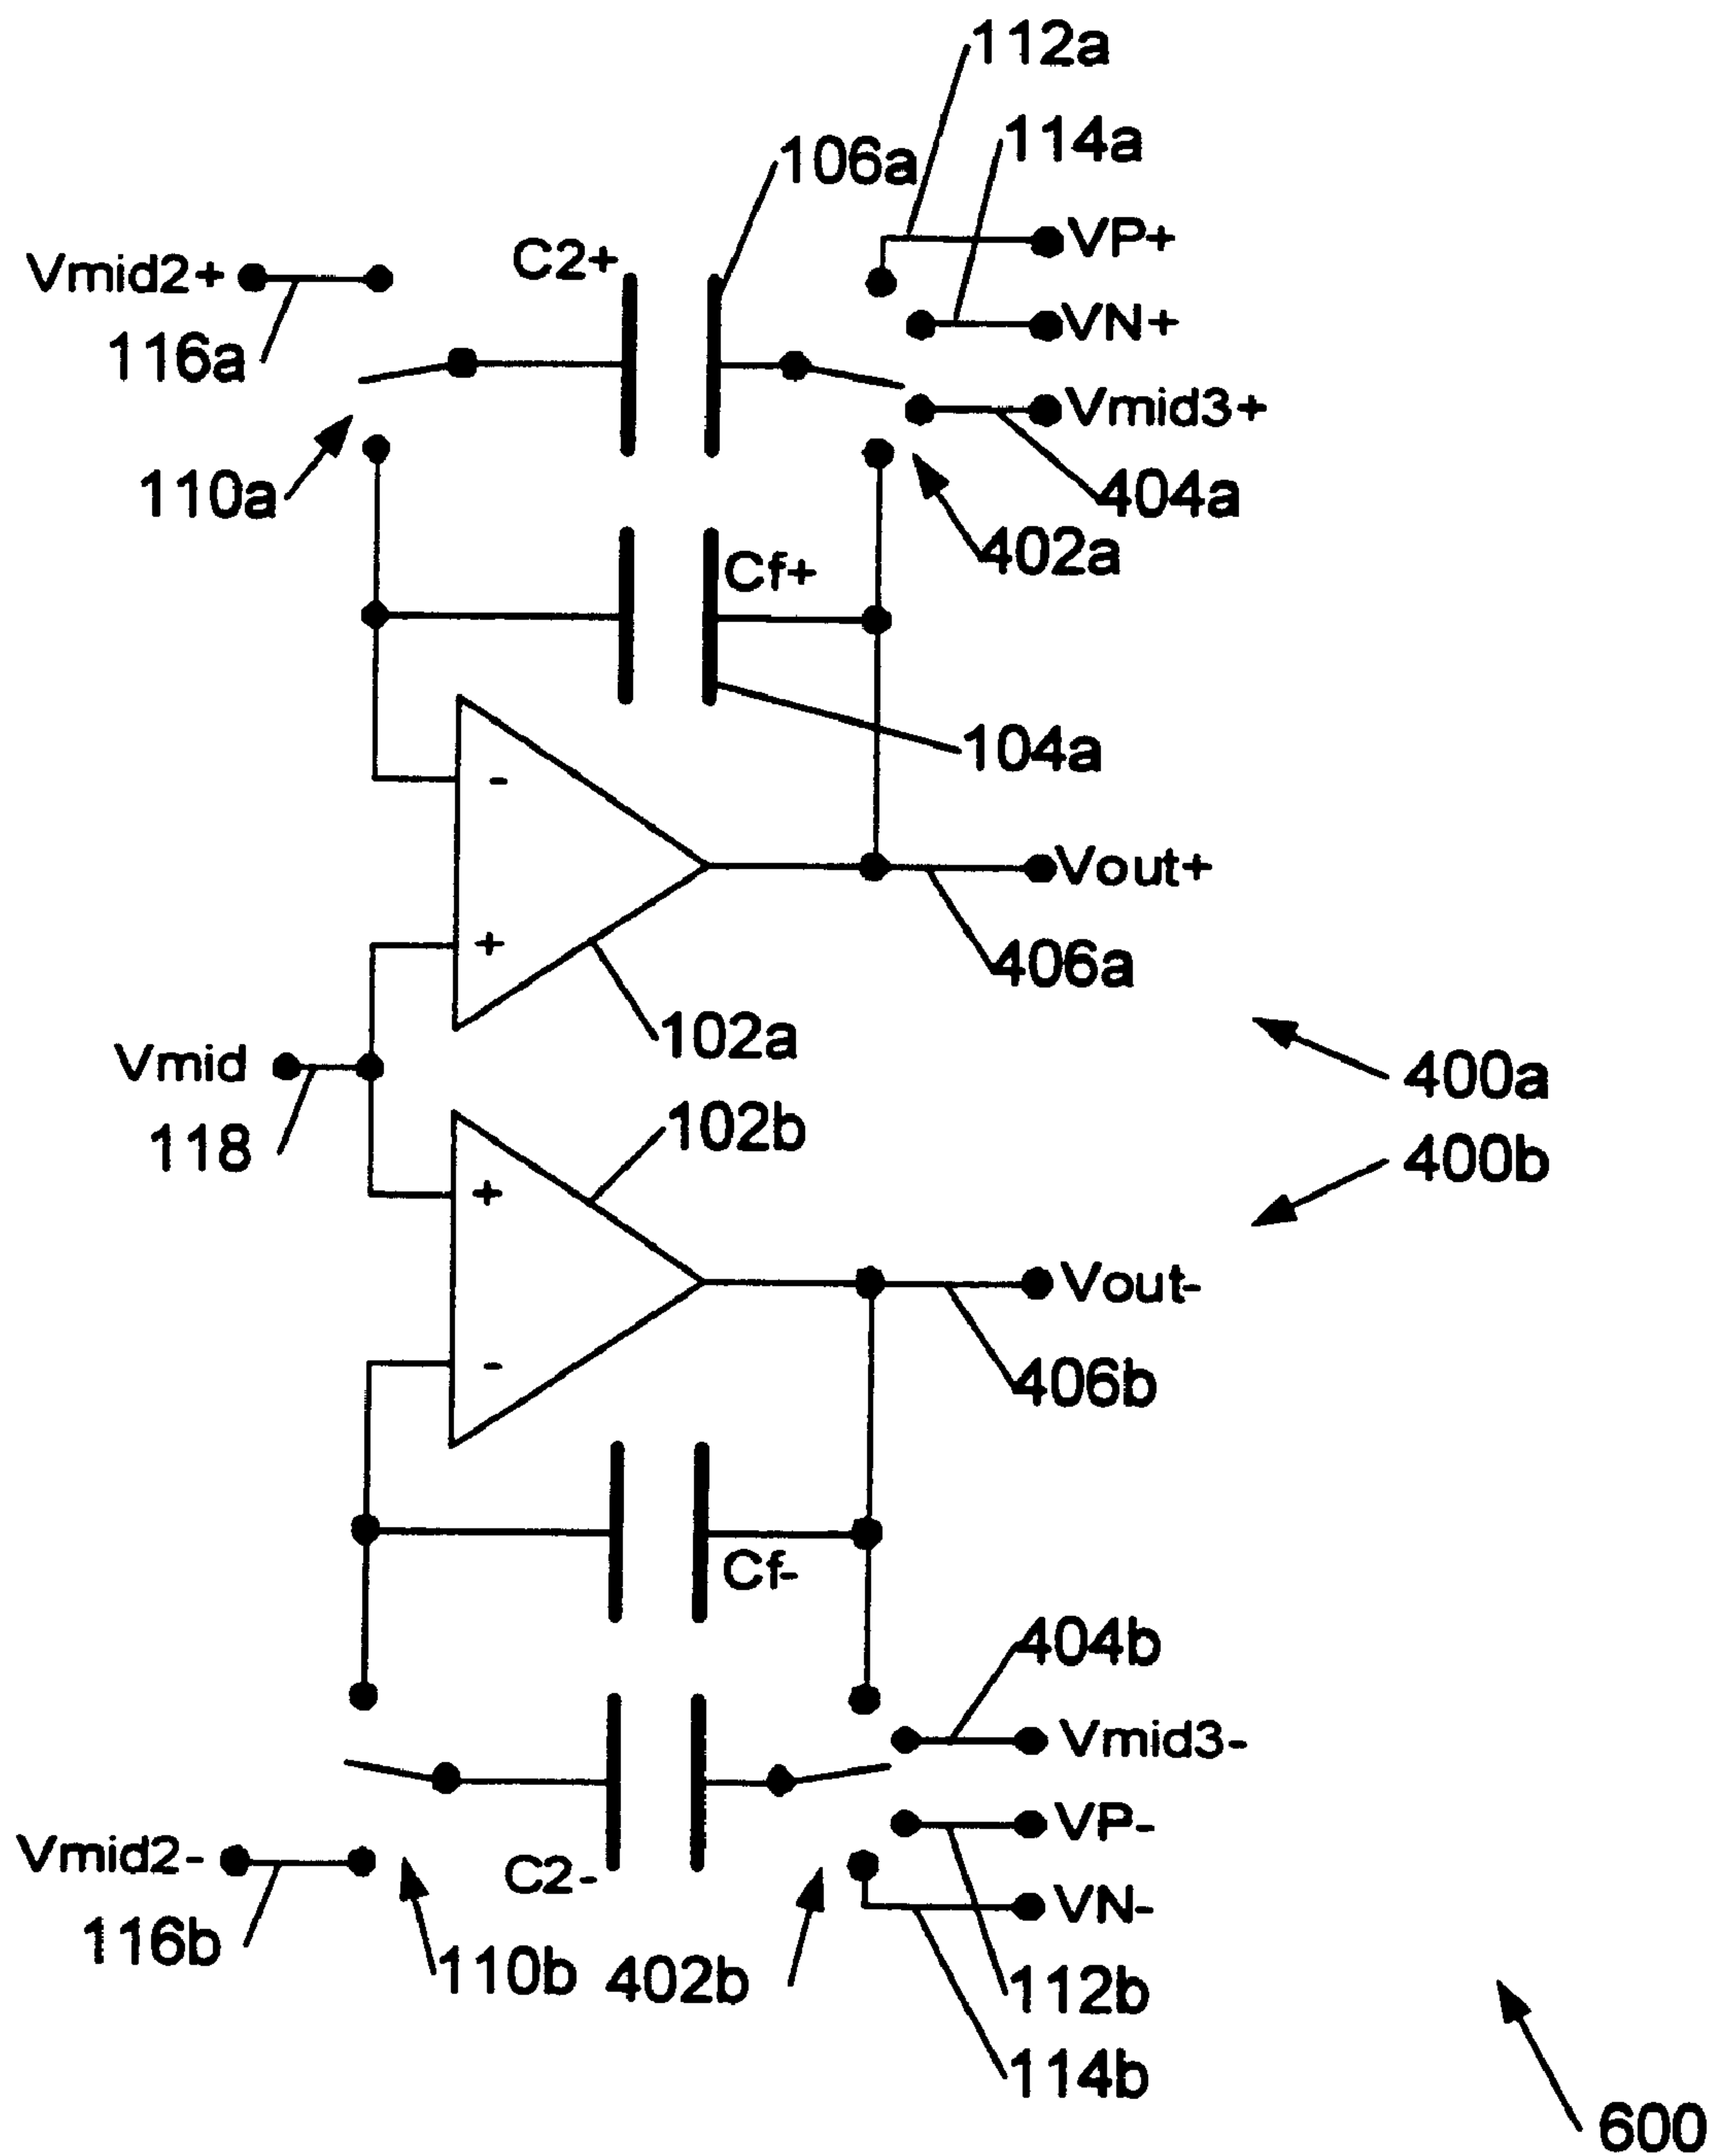 112a
114a
106a
VP+
C2+
Vmid2+
VN+
116a
Vmid3+
110a
404a
402a
Cf+
104a
-
Vout+
+
406a
102a
Vmid
400a
102b
118
400b
+
Vout-
-
406b
Cf-
404b
Vmid3-
VP-
Vmid2-
C2-
VN-
116b
110b
402b
112b
114b
600